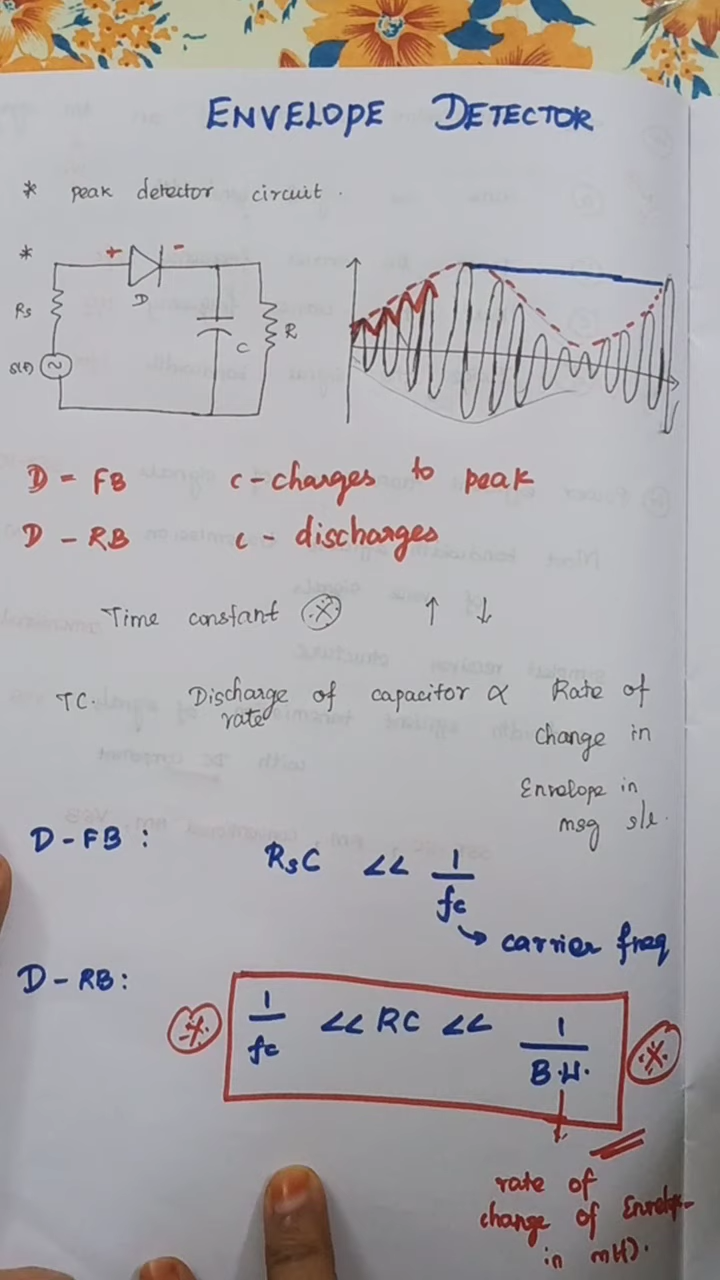 ENVELOPE DETECTOR
* peak detector circuit.
*
+ -
D
Rs
C
R
s(t)
D = FB c - charges to peak
D - RB c - discharges
Time constant * ↑ ↓
TC. Discharge of capacitor ∝ Rate of
rate change in
Envelope in
msg s/l.
D - FB :
RsC << 1/fc
→ carrier freq
D - RB :
* 1/fc << RC << 1/B.W. *
rate of
change of Envelope
in m(t).